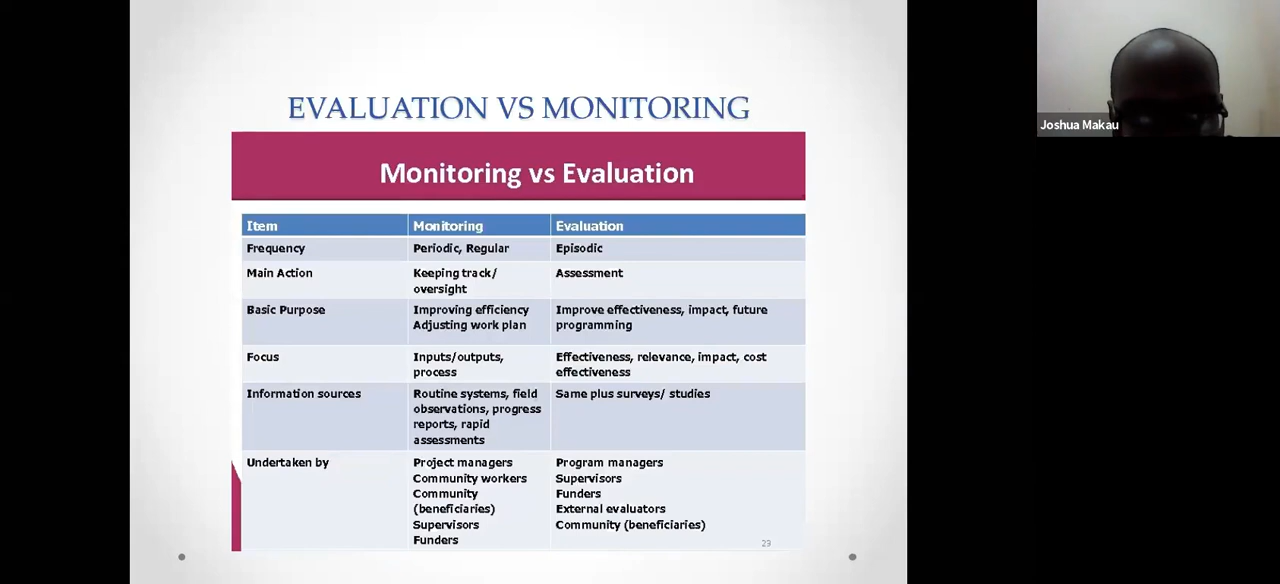 EVALUATION VS MONITORING
Monitoring vs Evaluation
Item Monitoring Evaluation
Frequency Periodic, Regular Episodic
Main Action Keeping track/ Assessment
oversight
Basic Purpose Improving efficiency Improve effectiveness, impact, future
Adjusting work plan programming
Focus Inputs/outputs, Effectiveness, relevance, impact, cost
process effectiveness
Information sources Routine systems, field Same plus surveys/ studies
observations, progress
reports, rapid
assessments
Undertaken by Project managers Program managers
Community workers Supervisors
Community Funders
(beneficiaries) External evaluators
Supervisors Community (beneficiaries)
Funders
23
Joshua Makau